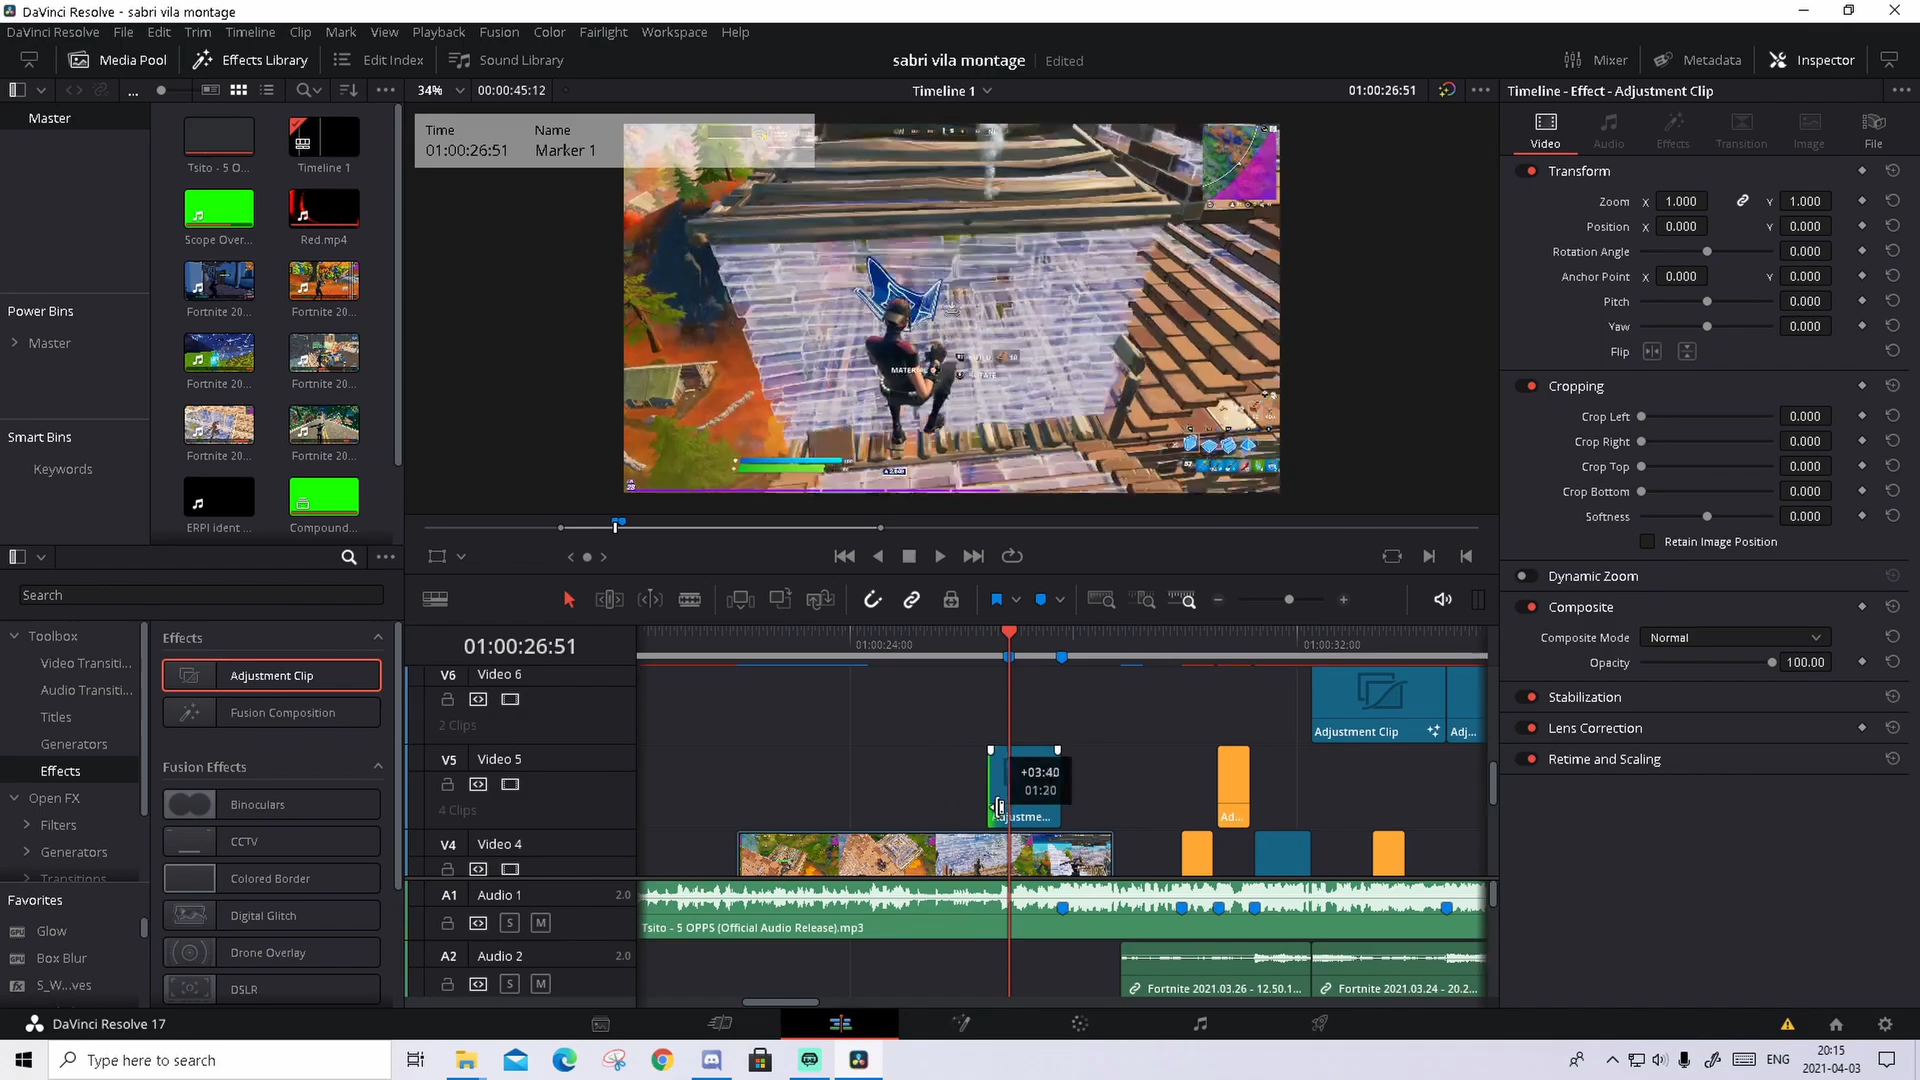 DaVinci Resolve - sabri vila montage
DaVinci Resolve File Edit Trim Timeline Clip Mark View Playback Fusion Color Fairlight Workspace Help
Media Pool Effects Library Edit Index Sound Library sabri vila montage Edited Mixer Metadata Inspector
... 34% 00:00:45:12 Timeline 1 01:00:26:51 Timeline - Effect - Adjustment Clip
Master
Tsito - 5 O... Timeline 1
Scope Over... Red.mp4
Fortnite 20... Fortnite 20...
Fortnite 20... Fortnite 20...
Fortnite 20... Fortnite 20...
ERPI ident ... Compound...
Power Bins
Master
Smart Bins
Keywords
Time Name
01:00:26:51 Marker 1
Video Audio Effects Transition Image File
Transform
Zoom X 1.000 Y 1.000
Position X 0.000 Y 0.000
Rotation Angle 0.000
Anchor Point X 0.000 Y 0.000
Pitch 0.000
Yaw 0.000
Flip
Cropping
Crop Left 0.000
Crop Right 0.000
Crop Top 0.000
Crop Bottom 0.000
Softness 0.000
Retain Image Position
Dynamic Zoom
Composite
Composite Mode Normal
Opacity 100.00
Stabilization
Lens Correction
Retime and Scaling
Search
Toolbox
Video Transiti...
Audio Transiti...
Titles
Generators
Effects
Open FX
Filters
Generators
Transitions
Favorites
Glow
Box Blur
S_W...ves
Effects
Adjustment Clip
Fusion Composition
Fusion Effects
Binoculars
CCTV
Colored Border
Digital Glitch
Drone Overlay
DSLR
01:00:26:51 01:00:24:00 01:00:32:00
V6 Video 6
2 Clips
Adjustment Clip Adj...
V5 Video 5
4 Clips
+03:40
01:20
Adjustme... Ad...
V4 Video 4
A1 Audio 1 2.0
S M
Tsito - 5 OPPS (Official Audio Release).mp3
A2 Audio 2 2.0
S M
Fortnite 2021.03.26 - 12.50.1... Fortnite 2021.03.24 - 20.2...
DaVinci Resolve 17
Type here to search
ENG
20:15
2021-04-03